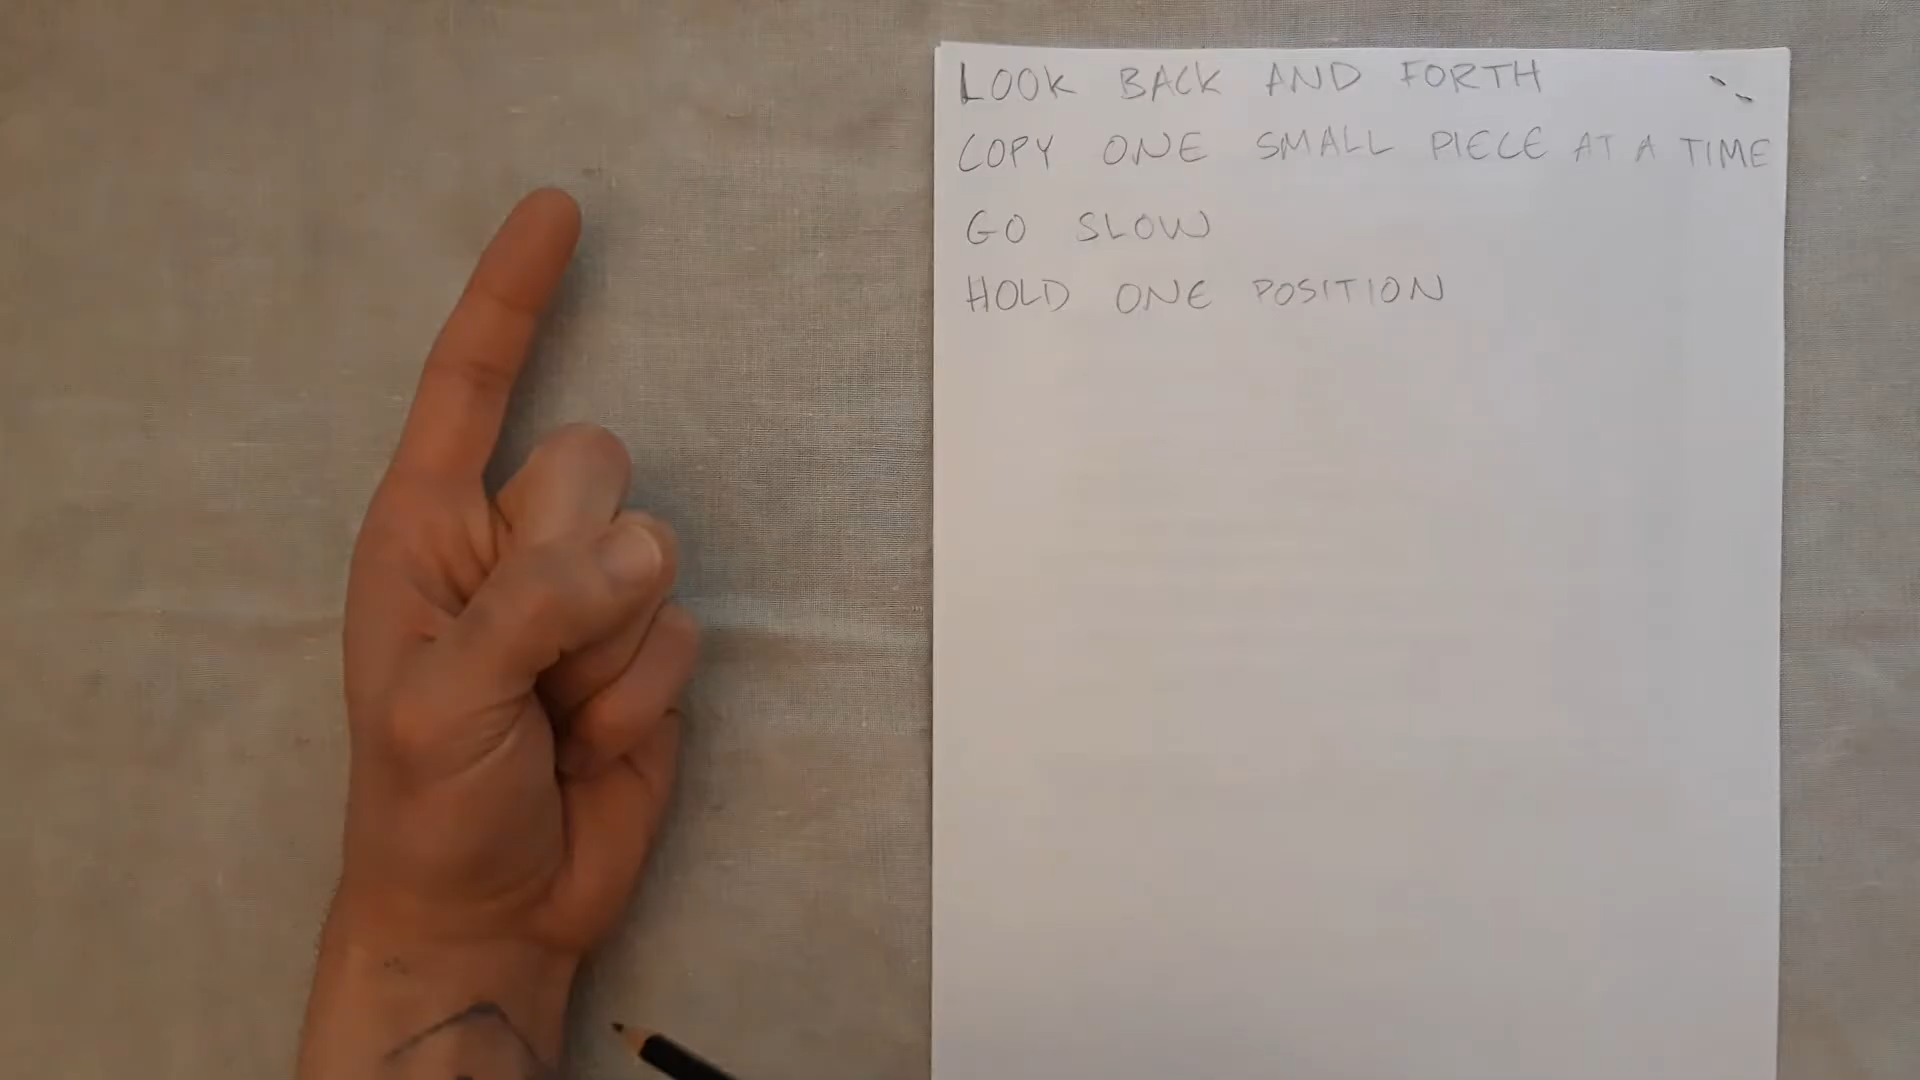 LOOK BACK AND FORTH
COPY ONE SMALL PIECE AT A TIME
GO SLOW
HOLD ONE POSITION